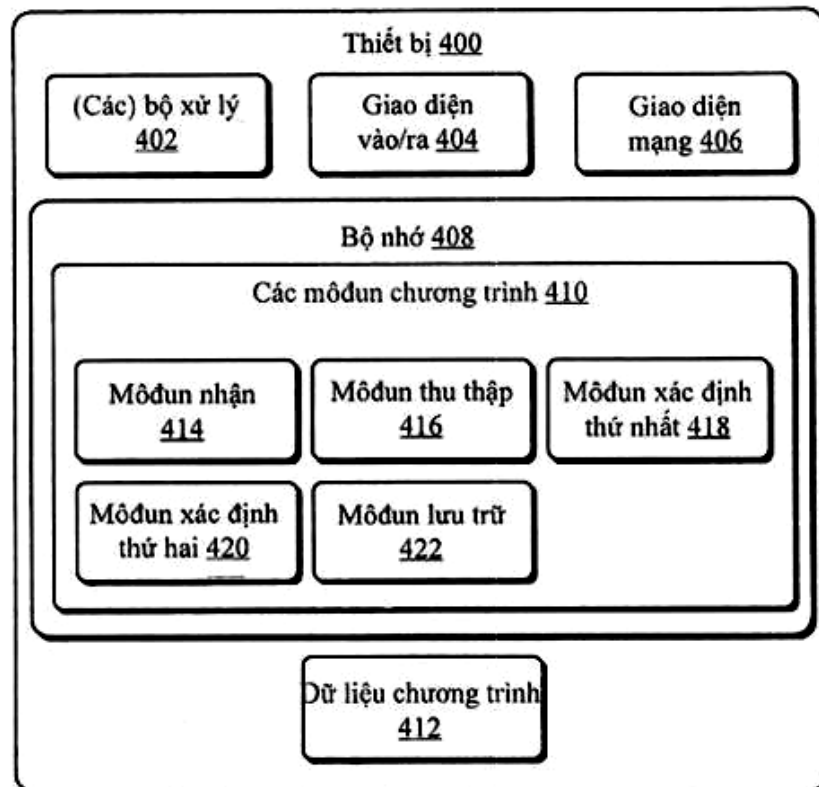 Thiết bị 400
(Các) bộ xử lý
402
Giao diện
vào/ra 404
Giao diện
mạng 406
Bộ nhớ 408
Các môđun chương trình 410
Môđun nhận
414
Môđun thu thập
416
Môđun xác định
thứ nhất 418
Môđun xác định
thứ hai 420
Môđun lưu trữ
422
Dữ liệu chương trình
412